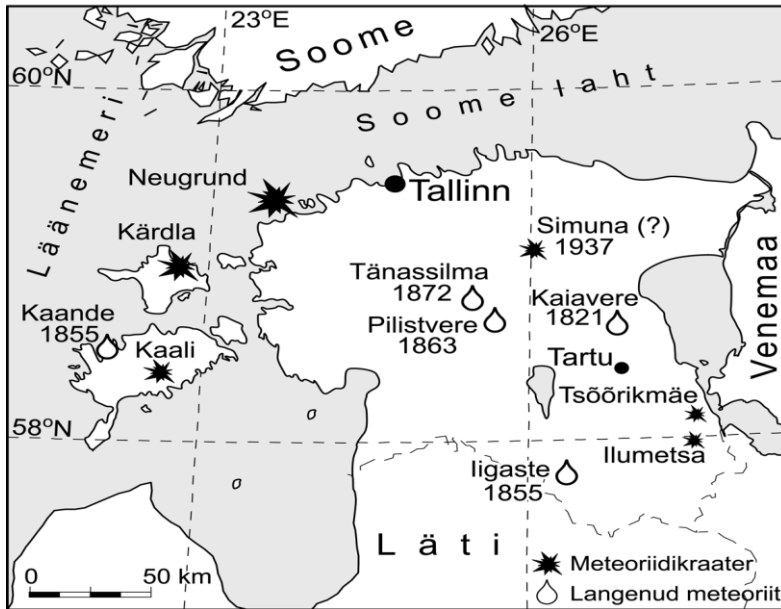 23°E
26°E
Soome
60°N
Soome laht
Läänemeri
Neugrund
Tallinn
Kärdla
Simuna (?)
1937
Tänassilma
1872
Kaiavere
1821
Venemaa
Kaande
1855
Pilistvere
1863
Kaali
Tartu
Tsõõrikmäe
58°N
Ilumetsa
Iigaste
1855
Läti
0 50 km
Meteoriidikraater
Langenud meteoriit